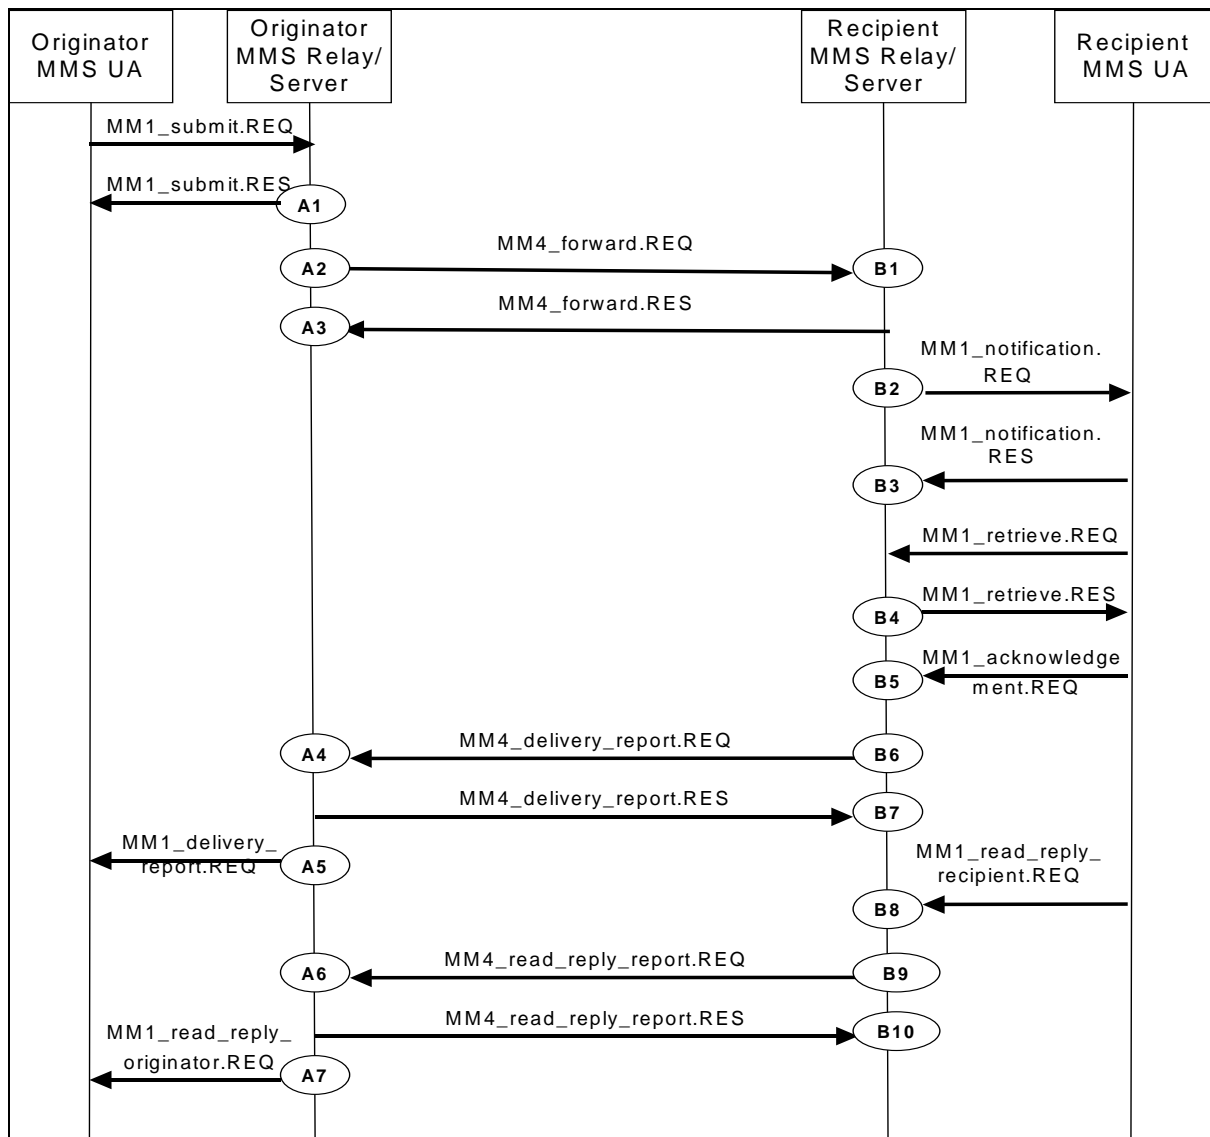 Originator
MMS UA
Originator
MMS Relay/
Server
Recipient
MMS Relay/
Server
Recipient
MMS UA
MM1_submit.REQ
MM1_submit.RES
A1
MM4_forward.REQ
A2
B1
MM4_forward.RES
A3
MM1_notification.
REQ
B2
MM1_notification.
RES
B3
MM1_retrieve.REQ
MM1_retrieve.RES
B4
MM1_acknowledge
ment.REQ
B5
MM4_delivery_report.REQ
A4
B6
MM4_delivery_report.RES
B7
MM1_delivery_
report.REQ
A5
MM1_read_reply_
recipient.REQ
B8
MM4_read_reply_report.REQ
A6
B9
MM4_read_reply_report.RES
B10
MM1_read_reply_
originator.REQ
A7